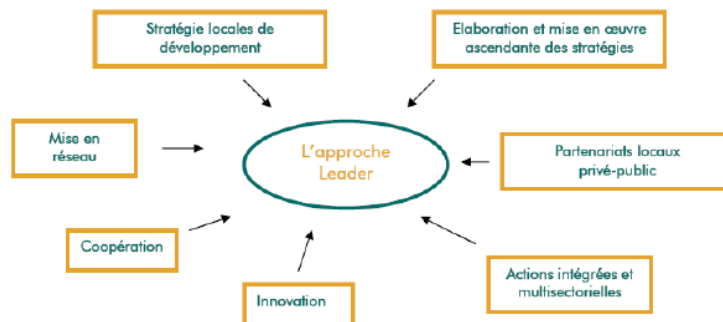 Stratégie locales de
développement
Elaboration et mise en œuvre
ascendante des stratégies
Mise en
réseau
L'approche
Leader
Partenariats locaux
privé-public
Coopération
Innovation
Actions intégrées et
multisectorielles